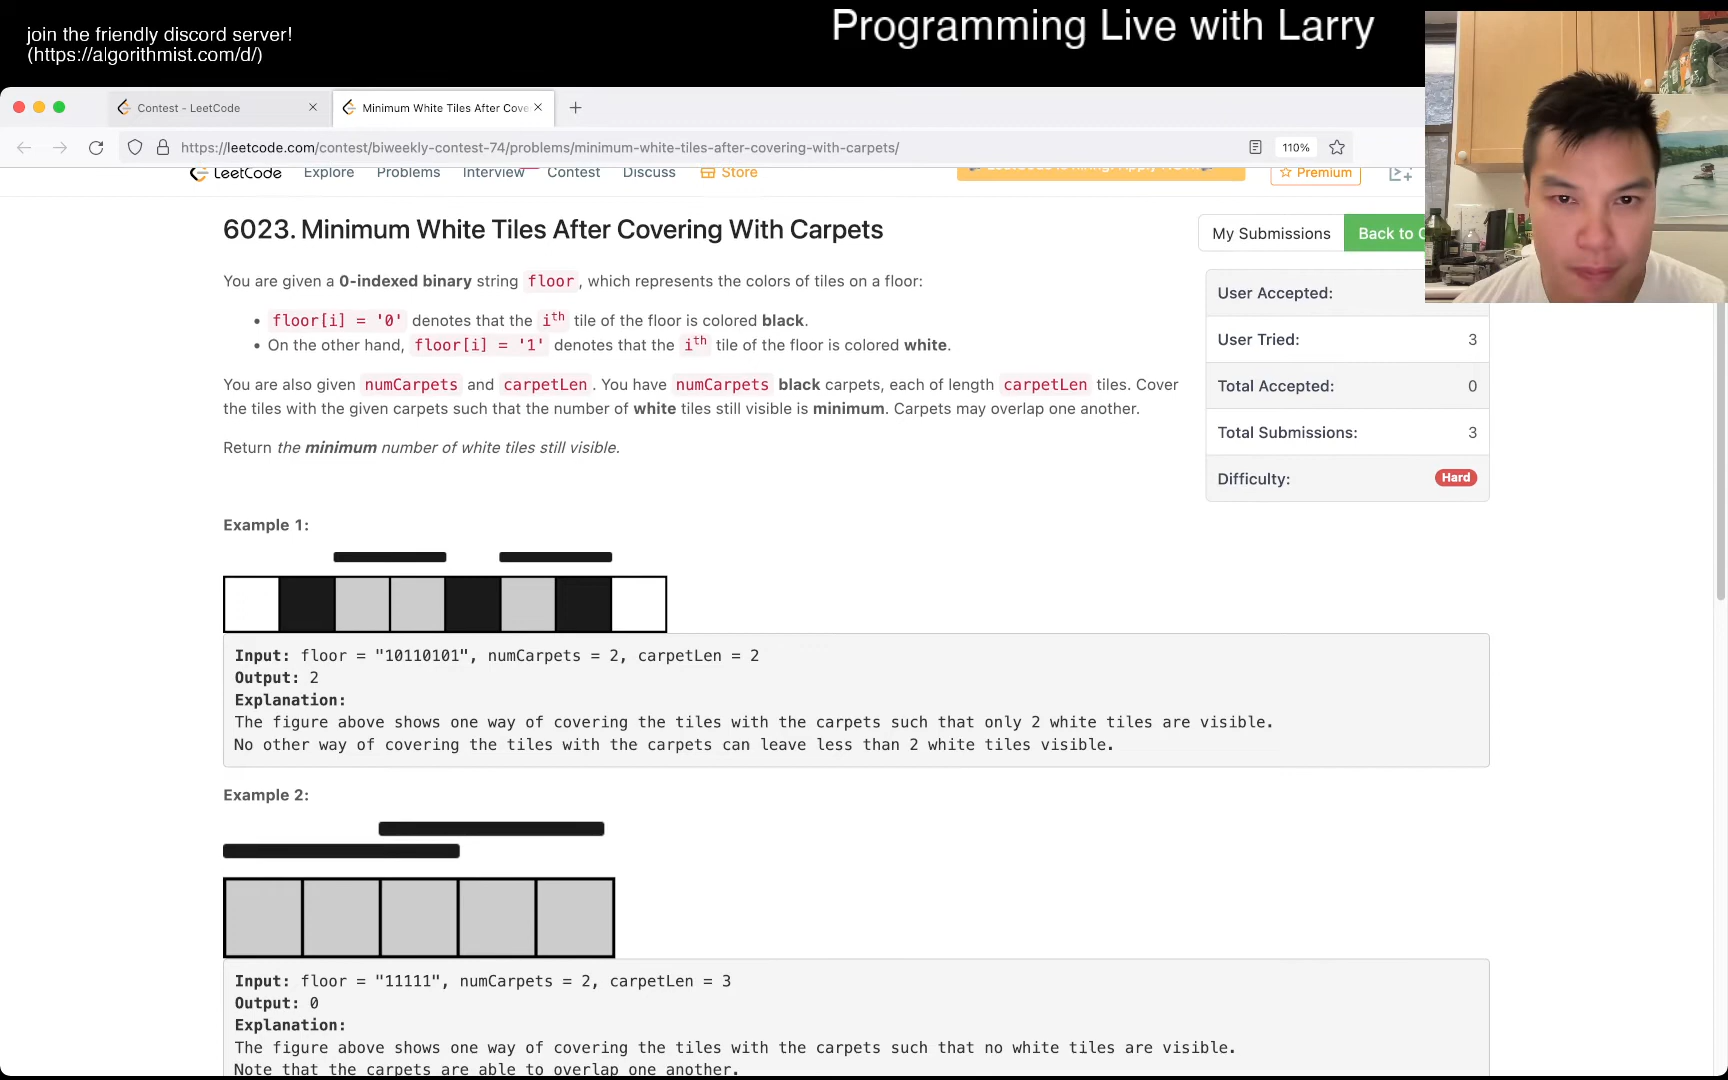 join the friendly discord server!
(https://algorithmist.com/d/)
Programming Live with Larry
Contest - LeetCode
Minimum White Tiles After Cove
https://leetcode.com/contest/biweekly-contest-74/problems/minimum-white-tiles-after-covering-with-carpets/
110%
LeetCode
Explore
Problems
Interview
Contest
Discuss
Store
Premium
6023. Minimum White Tiles After Covering With Carpets
My Submissions
Back to C
You are given a 0-indexed binary string floor, which represents the colors of tiles on a floor:
• floor[i] = '0' denotes that the ith tile of the floor is colored black.
• On the other hand, floor[i] = '1' denotes that the ith tile of the floor is colored white.
You are also given numCarpets and carpetLen. You have numCarpets black carpets, each of length carpetLen tiles. Cover
the tiles with the given carpets such that the number of white tiles still visible is minimum. Carpets may overlap one another.
Return the minimum number of white tiles still visible.
User Accepted:
User Tried: 3
Total Accepted: 0
Total Submissions: 3
Difficulty: Hard
Example 1:
Input: floor = "10110101", numCarpets = 2, carpetLen = 2
Output: 2
Explanation:
The figure above shows one way of covering the tiles with the carpets such that only 2 white tiles are visible.
No other way of covering the tiles with the carpets can leave less than 2 white tiles visible.
Example 2:
Input: floor = "11111", numCarpets = 2, carpetLen = 3
Output: 0
Explanation:
The figure above shows one way of covering the tiles with the carpets such that no white tiles are visible.
Note that the carpets are able to overlap one another.